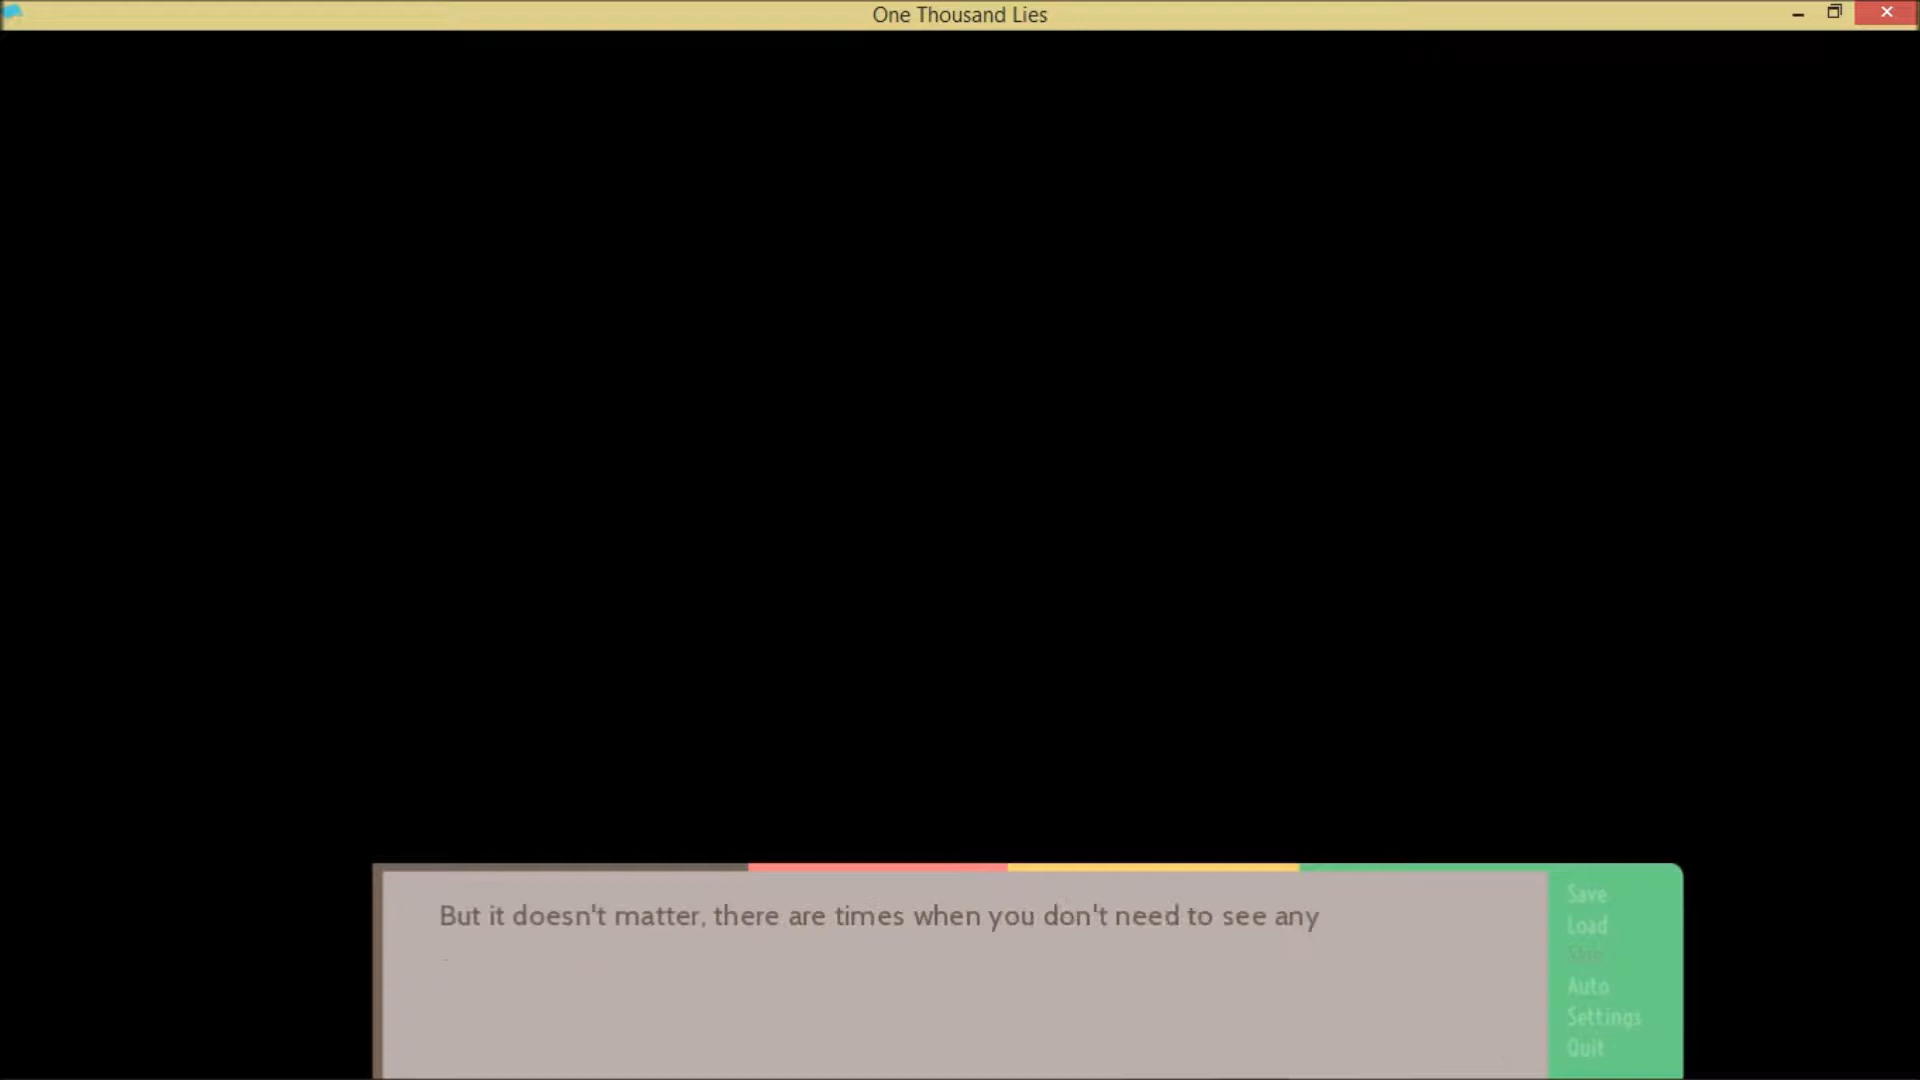 One Thousand Lies
But it doesn't matter, there are times when you don't need to see any
Save
Load
Skip
Auto
Settings
Quit